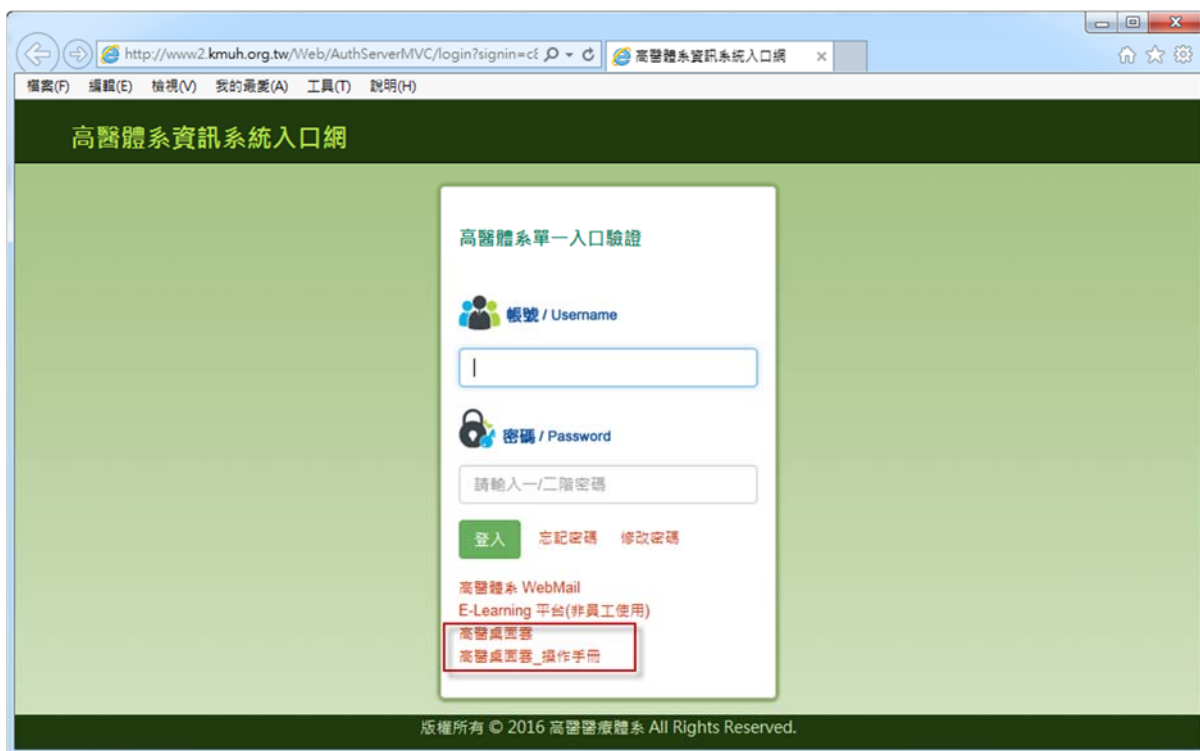 http://www2.kmuh.org.tw/Web/AuthServerMVC/login?signin=c8
高醫體系資訊系統入口網
檔案(F) 編輯(E) 檢視(V) 我的最愛(A) 工具(T) 說明(H)
高醫體系資訊系統入口網
高醫體系單一入口驗證
帳號 / Username
密碼 / Password
請輸入一/二階密碼
登入 忘記密碼 修改密碼
高醫體系 WebMail
E-Learning 平台(非員工使用)
高醫桌面雲
高醫桌面雲_操作手冊
版權所有 © 2016 高醫醫療體系 All Rights Reserved.